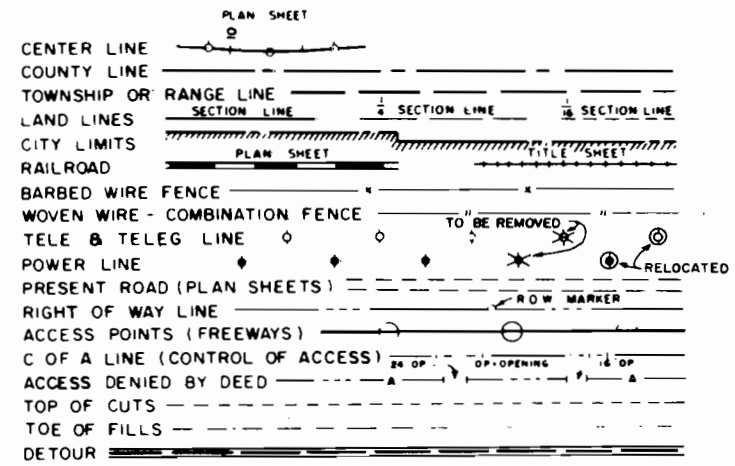 PLAN SHEET
10
CENTER LINE
COUNTY LINE
TOWNSHIP OR RANGE LINE
LAND LINES SECTION LINE 1/4 SECTION LINE 1/16 SECTION LINE
CITY LIMITS
RAILROAD PLAN SHEET TITLE SHEET
BARBED WIRE FENCE
WOVEN WIRE - COMBINATION FENCE
TO BE REMOVED
TELE & TELEG LINE
POWER LINE
RELOCATED
PRESENT ROAD (PLAN SHEETS)
RIGHT OF WAY LINE ROW MARKER
ACCESS POINTS (FREEWAYS)
C OF A LINE (CONTROL OF ACCESS) 24 OP OP-OPENING 16 OP
ACCESS DENIED BY DEED A A
TOP OF CUTS
TOE OF FILLS
DETOUR